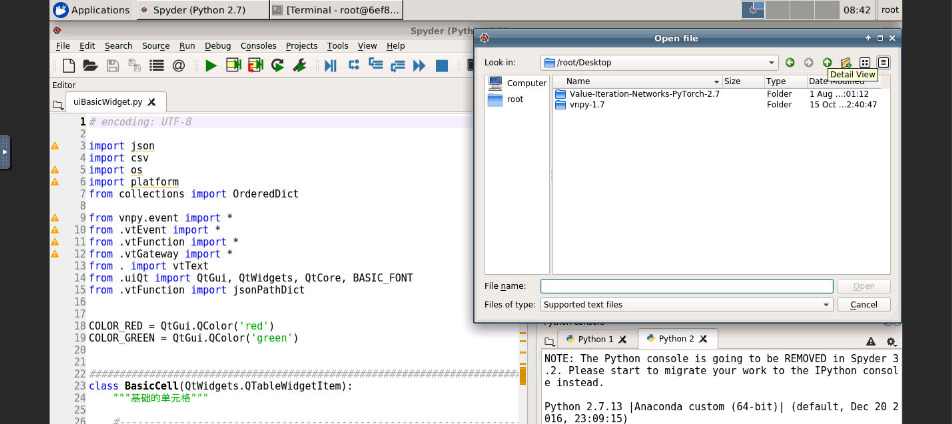 Applications
Spyder (Python 2.7)
[Terminal - root@6ef8...
08:42
root
Spyder (Pyth
File Edit Search Source Run Debug Consoles Projects Tools View Help
Editor
uiBasicWidget.py
1 # encoding: UTF-8
2
3 import json
4 import csv
5 import os
6 import platform
7 from collections import OrderedDict
8
9 from vnpy.event import *
10 from .vtEvent import *
11 from .vtFunction import *
12 from .vtGateway import *
13 from . import vtText
14 from .uiQt import QtGui, QtWidgets, QtCore, BASIC_FONT
15 from .vtFunction import jsonPathDict
16
17
18 COLOR_RED = QtGui.QColor('red')
19 COLOR_GREEN = QtGui.QColor('green')
20
21
22 ########################################################################
23 class BasicCell(QtWidgets.QTableWidgetItem):
24 """基础的单元格"""
25
26 #----------------------------------------------------------------------
Open file
Look in: /root/Desktop
Detail View
Computer
root
Name Size Type Date Modified
Value-Iteration-Networks-PyTorch-2.7 Folder 1 Aug ...:01:12
vnpy-1.7 Folder 15 Oct ...2:40:47
File name: Open
Files of type: Supported text files Cancel
Python console
Python 1 Python 2
NOTE: The Python console is going to be REMOVED in Spyder 3
.2. Please start to migrate your work to the IPython consol
e instead.
Python 2.7.13 |Anaconda custom (64-bit)| (default, Dec 20 2
016, 23:09:15)